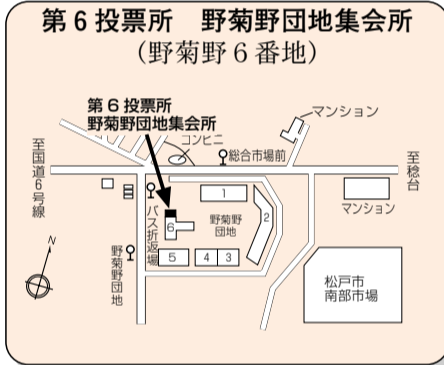 第6投票所 野菊野団地集会所
(野菊野6番地)
第6投票所
野菊野団地集会所
マンション
コンビニ
総合市場前
至国道6号線
至稔台
バス折返場
1
野菊野
団地
2
マンション
6
野菊野団地
5
4
3
松戸市
南部市場
N